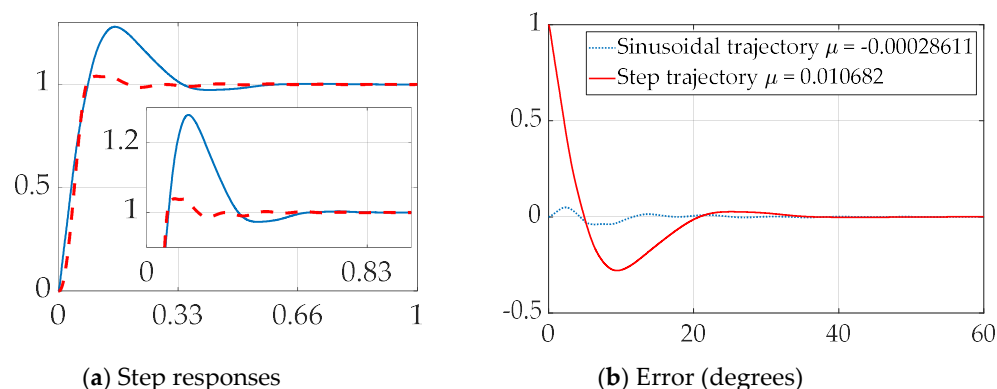 1
0.5
0
0 0.33 0.66 1
1.2
1
0 0.83
1
0.5
0
-0.5
0 20 40 60
Sinusoidal trajectory μ = -0.00028611
Step trajectory μ = 0.010682
(a) Step responses
(b) Error (degrees)